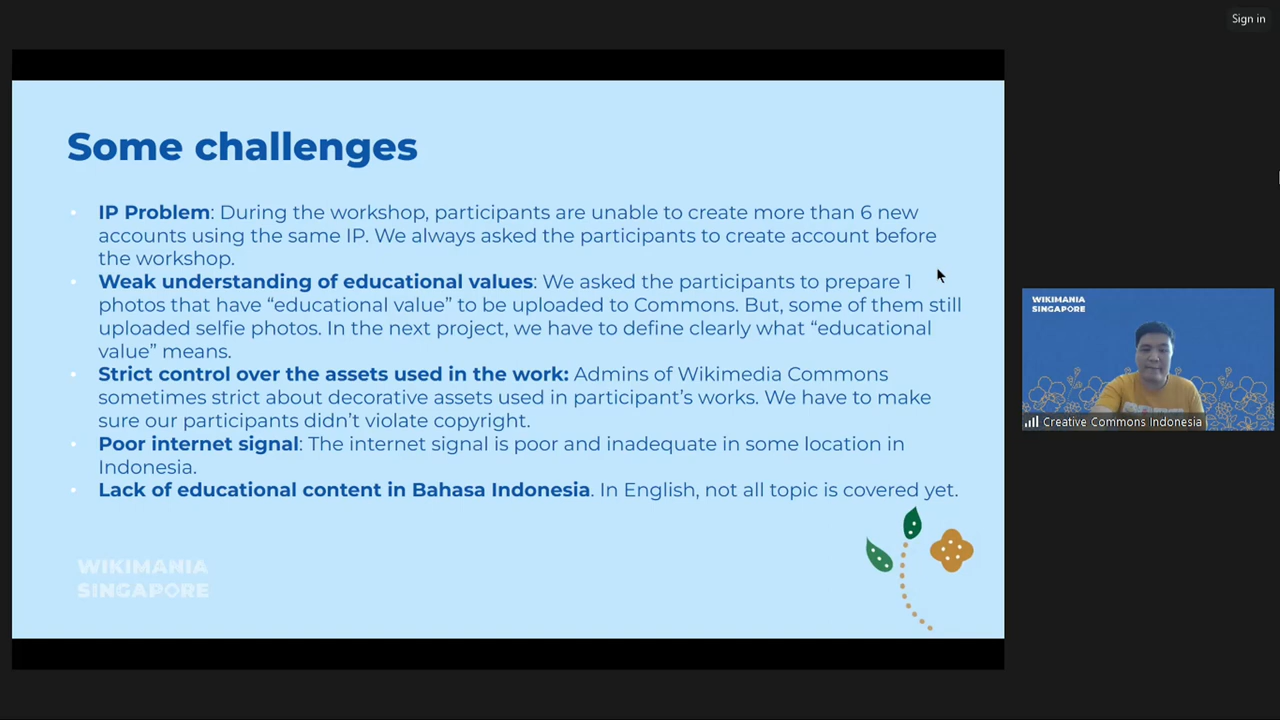 Sign in
Some challenges
• IP Problem: During the workshop, participants are unable to create more than 6 new
accounts using the same IP. We always asked the participants to create account before
the workshop.
• Weak understanding of educational values: We asked the participants to prepare 1
photos that have “educational value” to be uploaded to Commons. But, some of them still
uploaded selfie photos. In the next project, we have to define clearly what “educational
value” means.
• Strict control over the assets used in the work: Admins of Wikimedia Commons
sometimes strict about decorative assets used in participant’s works. We have to make
sure our participants didn’t violate copyright.
• Poor internet signal: The internet signal is poor and inadequate in some location in
Indonesia.
• Lack of educational content in Bahasa Indonesia. In English, not all topic is covered yet.
WIKIMANIA
SINGAPORE
WIKIMANIA
SINGAPORE
Creative Commons Indonesia